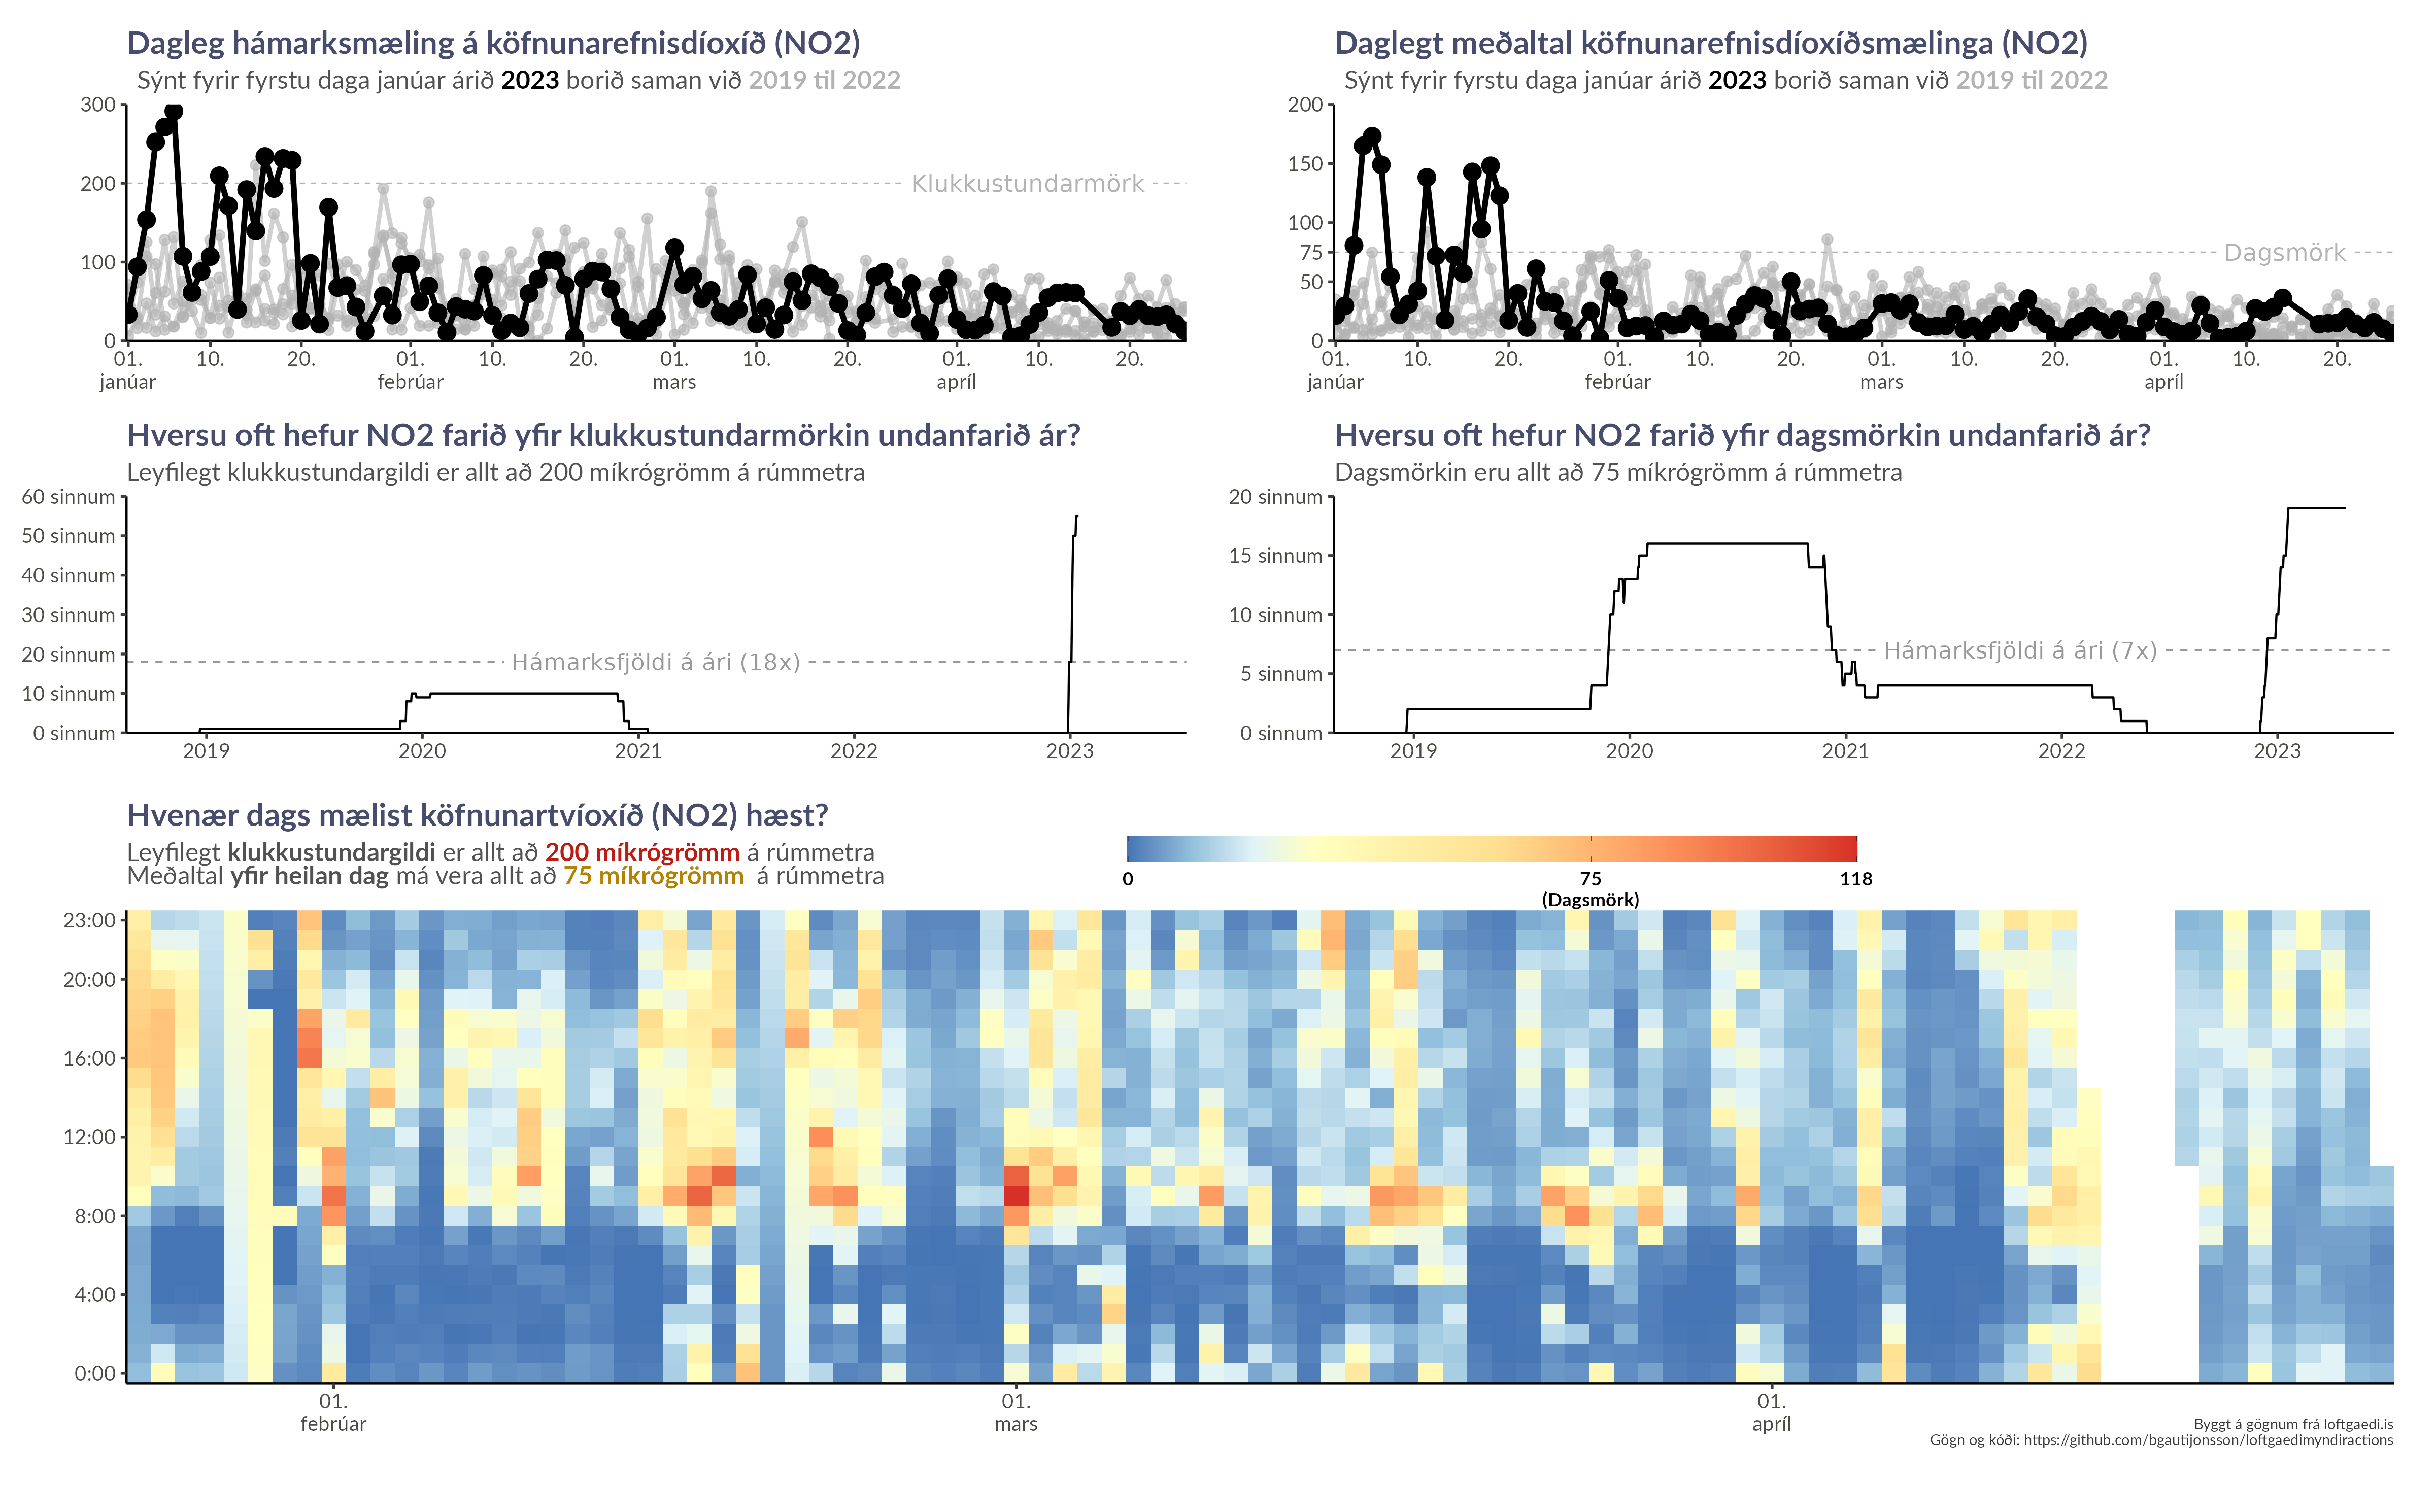 Dagleg hámarksmæling á köfnunarefnisdíoxíð (NO2)
Sýnt fyrir fyrstu daga janúar árið 2023 borið saman við 2019 til 2022
300
200
100
0
Klukkustundarmörk
01. 10. 20. 01. 10. 20. 01. 10. 20. 01. 10. 20.
janúar febrúar mars apríl
Daglegt meðaltal köfnunarefnisdíoxíðsmælinga (NO2)
Sýnt fyrir fyrstu daga janúar árið 2023 borið saman við 2019 til 2022
200
150
100
75
50
0
Dagsmörk
01. 10. 20. 01. 10. 20. 01. 10. 20. 01. 10. 20.
janúar febrúar mars apríl
Hversu oft hefur NO2 farið yfir klukkustundarmörkin undanfarið ár?
Leyfilegt klukkustundargildi er allt að 200 míkrógrömm á rúmmetra
60 sinnum
50 sinnum
40 sinnum
30 sinnum
20 sinnum
10 sinnum
0 sinnum
Hámarksfjöldi á ári (18x)
2019 2020 2021 2022 2023
Hversu oft hefur NO2 farið yfir dagsmörkin undanfarið ár?
Dagsmörkin eru allt að 75 míkrógrömm á rúmmetra
20 sinnum
15 sinnum
10 sinnum
5 sinnum
0 sinnum
Hámarksfjöldi á ári (7x)
2019 2020 2021 2022 2023
Hvenær dags mælist köfnunartvíoxíð (NO2) hæst?
Leyfilegt klukkustundargildi er allt að 200 míkrógrömm á rúmmetra
Meðaltal yfir heilan dag má vera allt að 75 míkrógrömm á rúmmetra
0 75 118
(Dagsmörk)
23:00
20:00
16:00
12:00
8:00
4:00
0:00
01. 01. 01.
febrúar mars apríl
Byggt á gögnum frá loftgaedi.is
Gögn og kóði: https://github.com/bgautijonsson/loftgaedimyndiractions